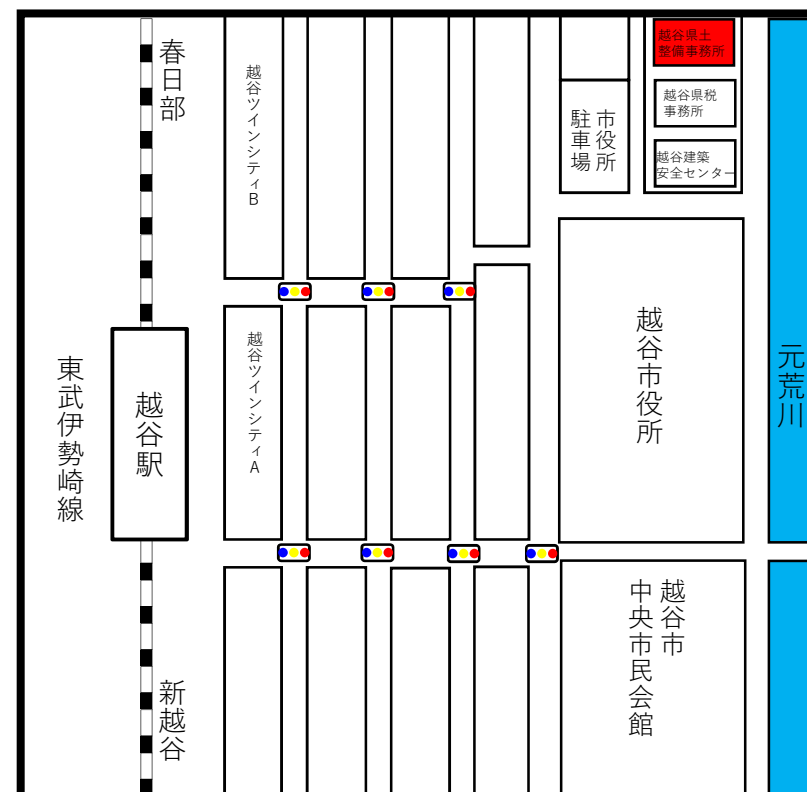 春日部
越谷ツインシティB
市役所
駐車場
越谷県土
整備事務所
越谷県税
事務所
越谷建築
安全センター
東武伊勢崎線
越谷駅
越谷ツインシティA
越谷市役所
元荒川
新越谷
越谷市
中央市民会館